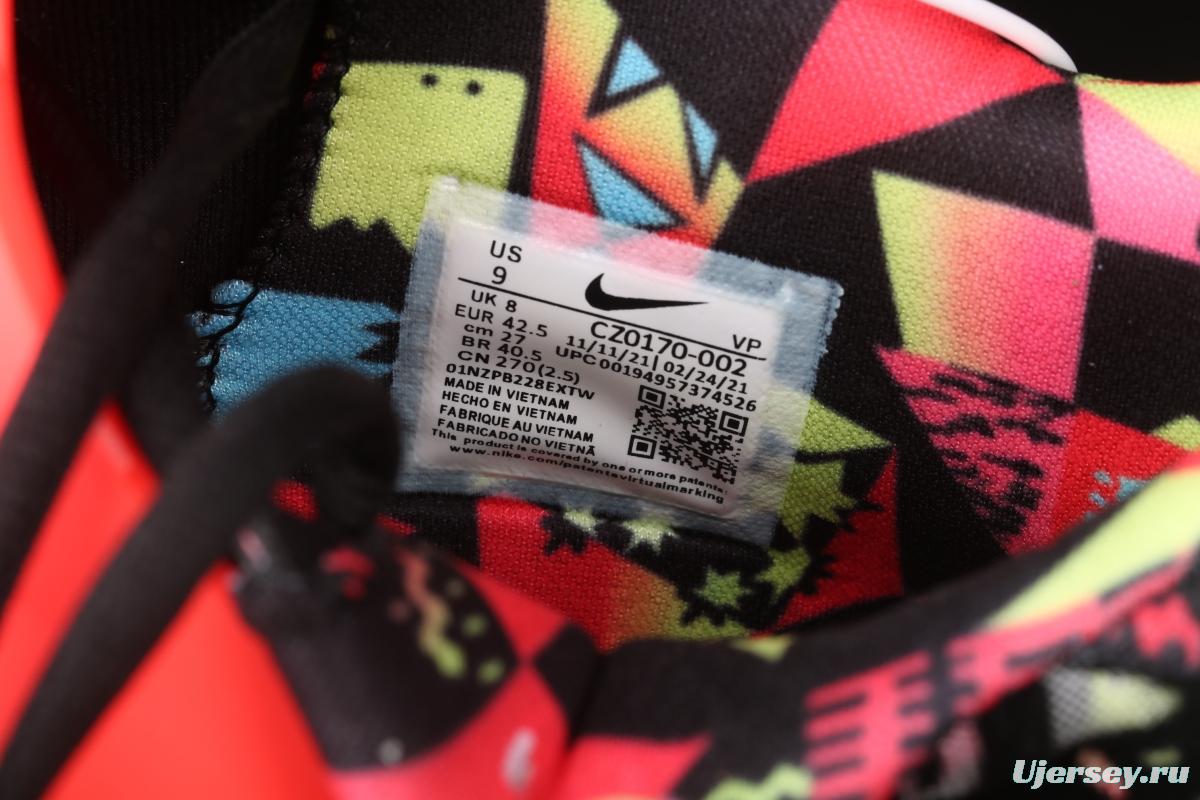 US
9
UK 8
EUR 42.5
cm 27
BR 40.5
CN 270(2.5)
CZ0170-002 VP
11/11/21 | 02/24/21
UPC00194957374526
01NZPB228EXTW
MADE IN VIETNAM
HECHO EN VIETNAM
FABRIQUE AU VIETNAM
FABRICADO NO VIETNÃ
This product is covered by one or more patents:
www.nike.com/patentsvirtualmarking
Ujersey.ru